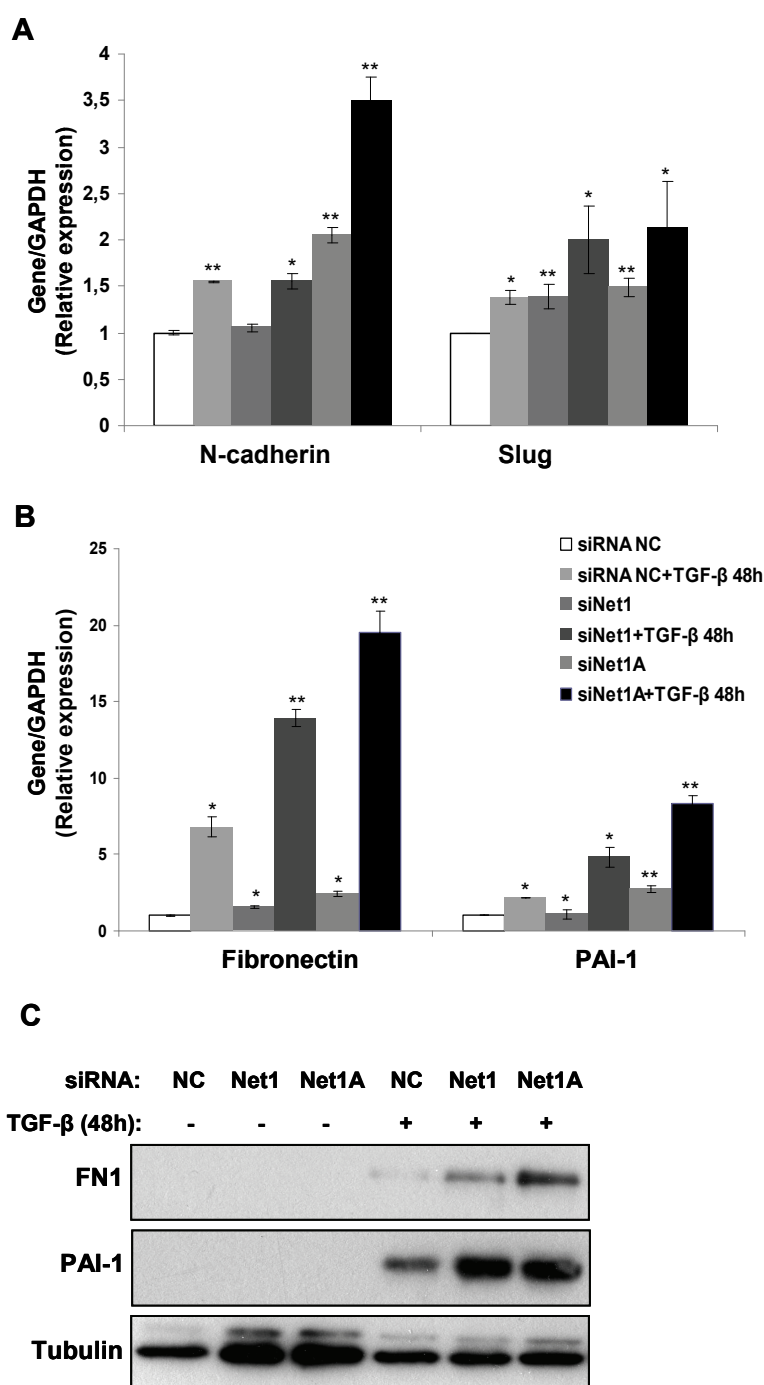 A
4
3,5
3
2,5
2
1,5
1
0,5
0
Gene/GAPDH
(Relative expression)
** * ** ** * ** * ** *
N-cadherin Slug
B
25
20
15
10
5
0
Gene/GAPDH
(Relative expression)
* * ** * ** * * * ** **
siRNA NC
siRNA NC+TGF-β 48h
siNet1
siNet1+TGF-β 48h
siNet1A
siNet1A+TGF-β 48h
Fibronectin PAI-1
C
siRNA: NC Net1 Net1A NC Net1 Net1A
TGF-β (48h): - - - + + +
FN1
PAI-1
Tubulin